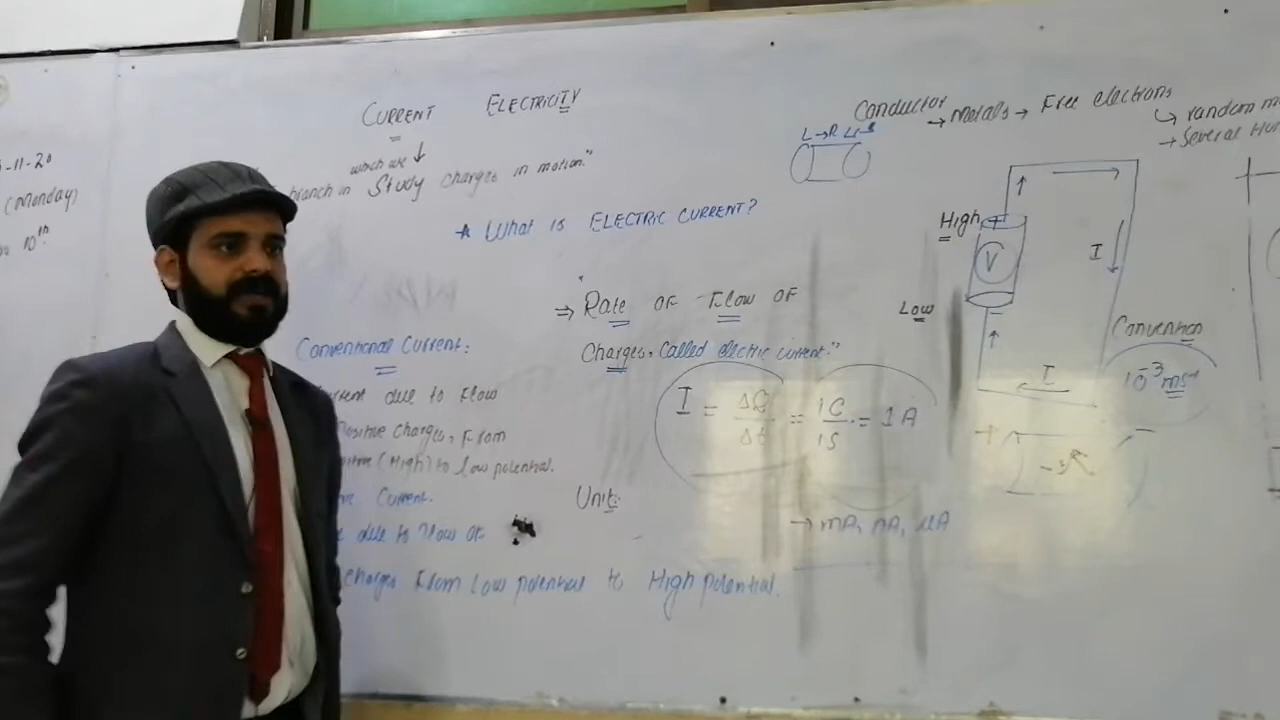 CURRENT ELECTRICITY
-11-20
(Monday)
10th
which we ↓
branch in Study charges in motion."
* What is ELECTRIC CURRENT?
⇒ Rate OF Flow OF
Charges, Called electric current."
I = ΔQ/Δt = 1C/1S = 1A
Unit:
→ mA, nA, μA
Conventional Current:
due to Flow
Positive charges, From
(High) to low potential.
Current.
due to Flow OF
charges From Low potential to High potential.
Conductor → Metals → Free electrons
↳ random
→ Several
L→R
High +
V
Low -
I
I
Convention
10⁻³ ms⁻¹